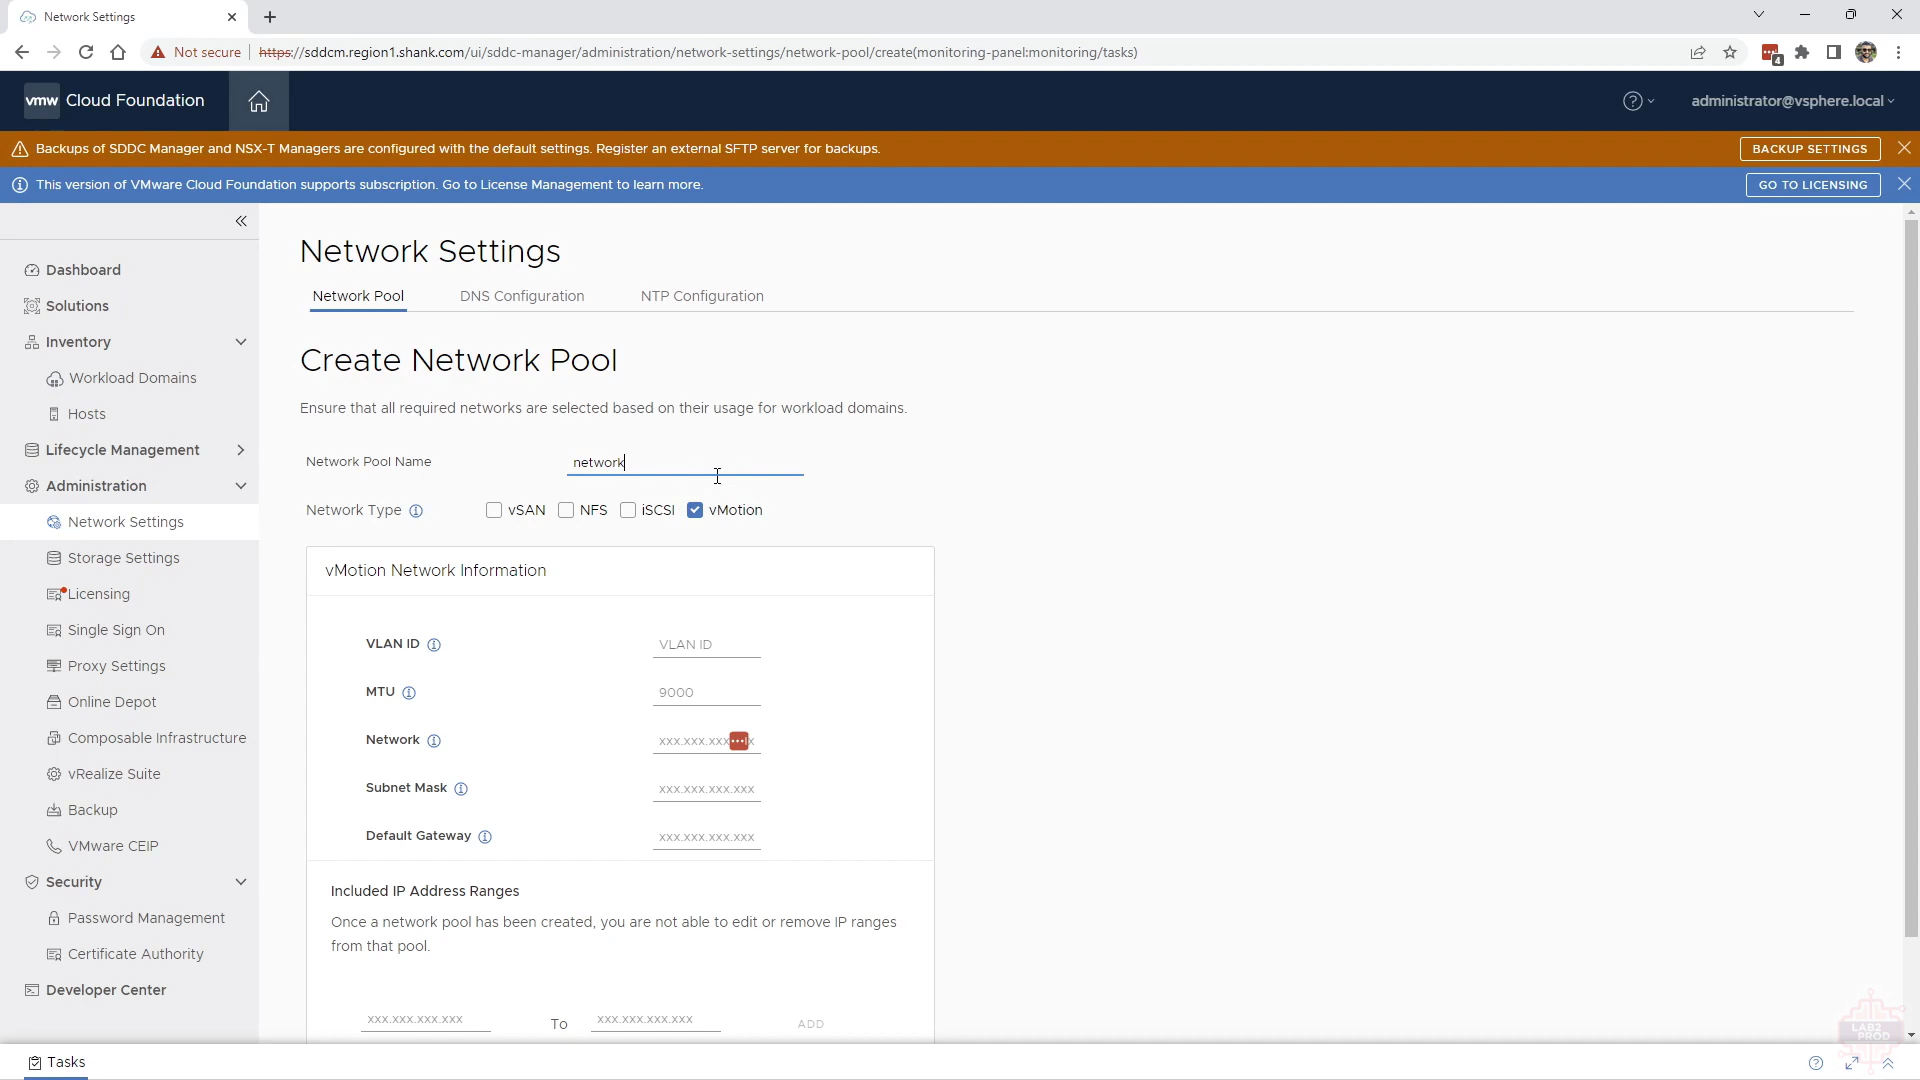 Network Settings
Not secure
https://sddcm.region1.shank.com/ui/sddc-manager/administration/network-settings/network-pool/create(monitoring-panel:monitoring/tasks)
4
vmw Cloud Foundation
administrator@vsphere.local
Backups of SDDC Manager and NSX-T Managers are configured with the default settings. Register an external SFTP server for backups.
BACKUP SETTINGS
This version of VMware Cloud Foundation supports subscription. Go to License Management to learn more.
GO TO LICENSING
Dashboard
Solutions
Inventory
Workload Domains
Hosts
Lifecycle Management
Administration
Network Settings
Storage Settings
Licensing
Single Sign On
Proxy Settings
Online Depot
Composable Infrastructure
vRealize Suite
Backup
VMware CEIP
Security
Password Management
Certificate Authority
Developer Center
Network Settings
Network Pool
DNS Configuration
NTP Configuration
Create Network Pool
Ensure that all required networks are selected based on their usage for workload domains.
Network Pool Name
network
Network Type
vSAN
NFS
iSCSI
vMotion
vMotion Network Information
VLAN ID
VLAN ID
MTU
9000
Network
xxx.xxx.xxx x
Subnet Mask
xxx.xxx.xxx.xxx
Default Gateway
xxx.xxx.xxx.xxx
Included IP Address Ranges
Once a network pool has been created, you are not able to edit or remove IP ranges
from that pool.
xxx.xxx.xxx.xxx
To
xxx.xxx.xxx.xxx
ADD
Tasks
LAB2
PROD